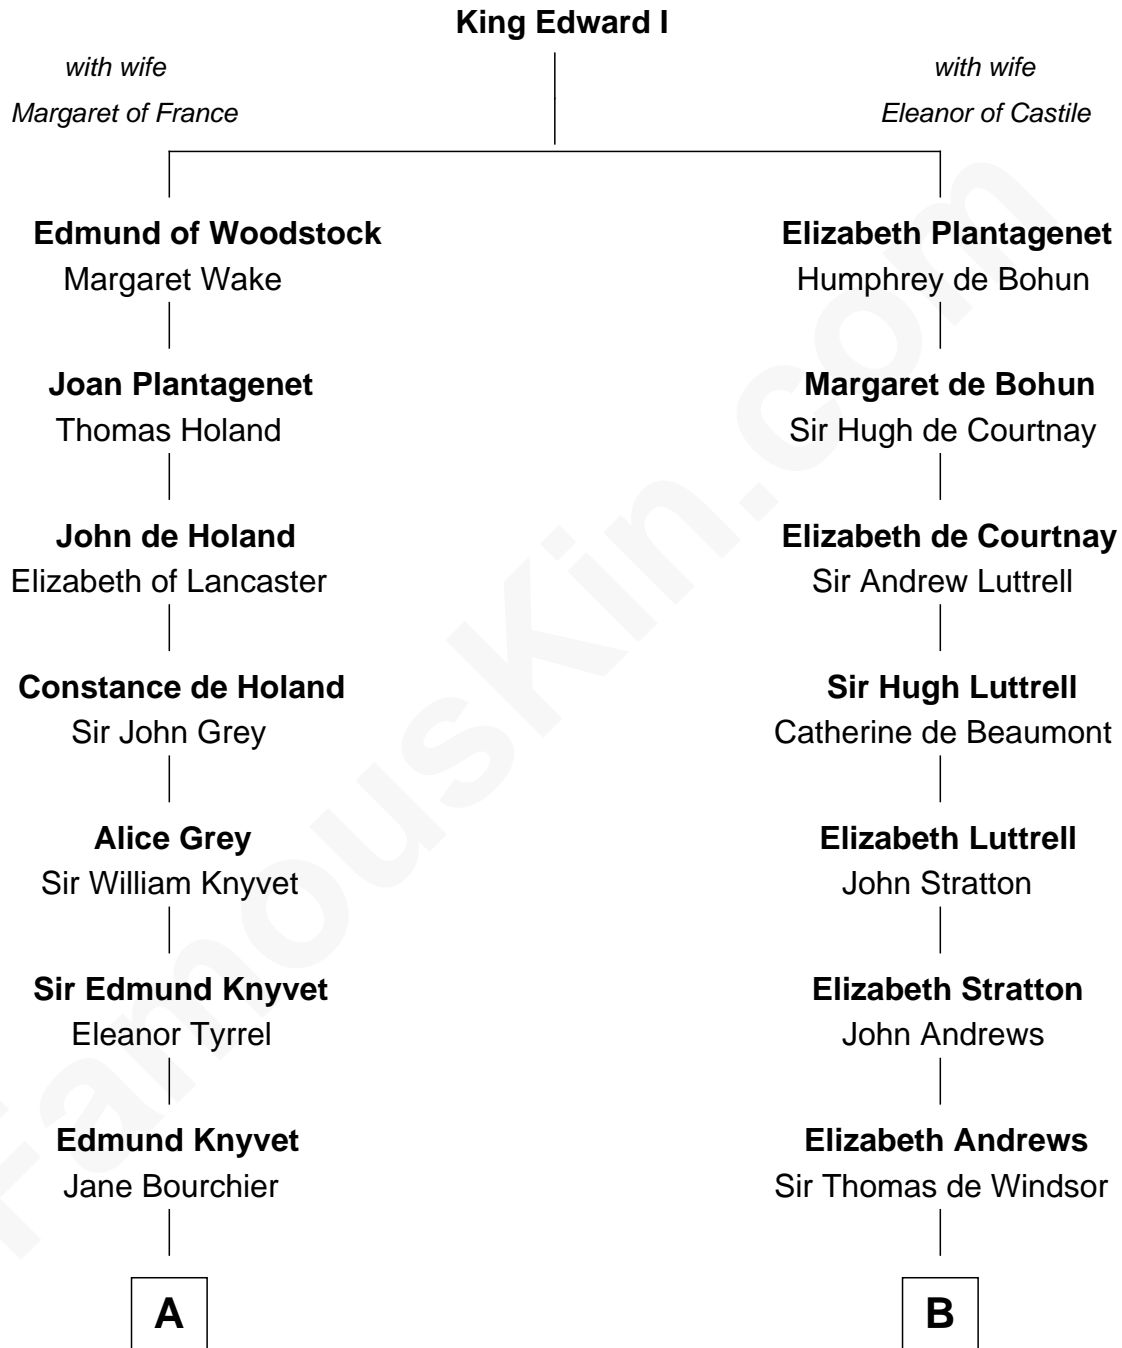 King Edward I
with wife
Margaret of France
with wife
Eleanor of Castile
Edmund of Woodstock
Margaret Wake
Elizabeth Plantagenet
Humphrey de Bohun
Joan Plantagenet
Thomas Holand
Margaret de Bohun
Sir Hugh de Courtnay
John de Holand
Elizabeth of Lancaster
Elizabeth de Courtnay
Sir Andrew Luttrell
Constance de Holand
Sir John Grey
Sir Hugh Luttrell
Catherine de Beaumont
Alice Grey
Sir William Knyvet
Elizabeth Luttrell
John Stratton
Sir Edmund Knyvet
Eleanor Tyrrel
Elizabeth Stratton
John Andrews
Edmund Knyvet
Jane Bourchier
Elizabeth Andrews
Sir Thomas de Windsor
A
B
FamousKin.com